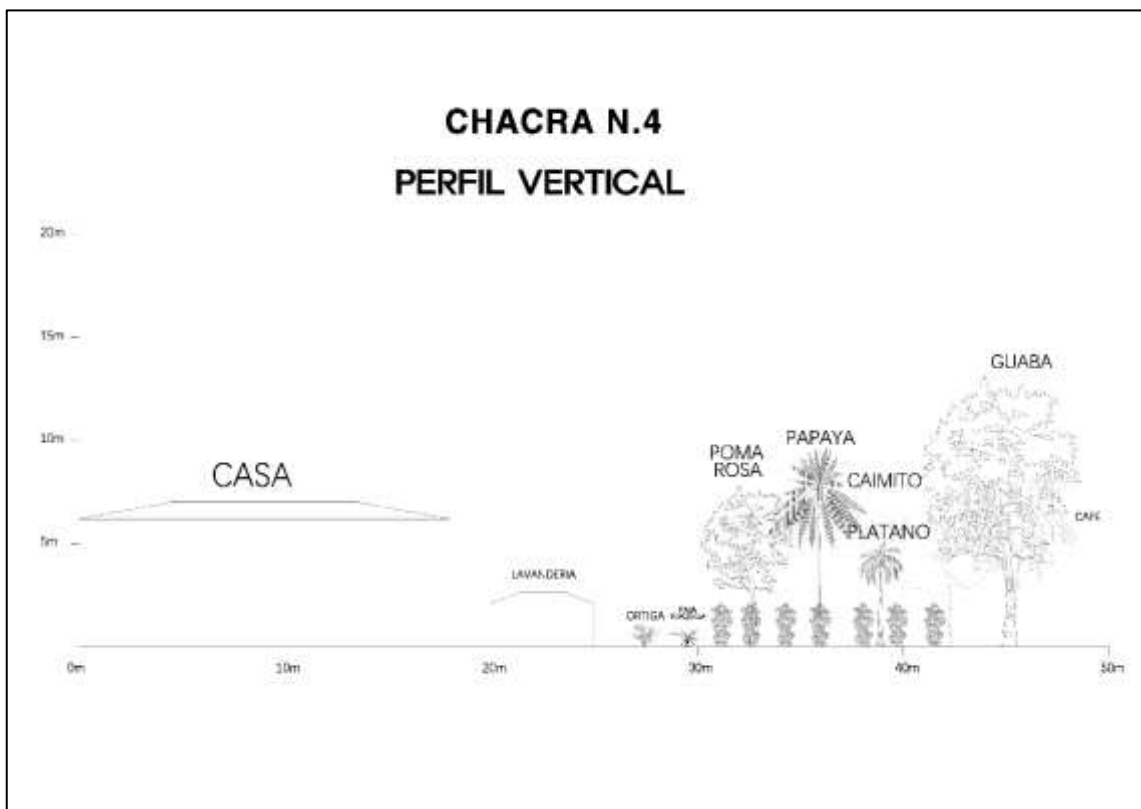 CHACRA N.4
PERFIL VERTICAL
20m
15m
10m
5m
GUABA
PAPAYA
POMA
ROSA
CASA
CAIMITO
CAFE
PLATANO
LAVANDERIA
ORTIGA
0m
10m
20m
30m
40m
50m